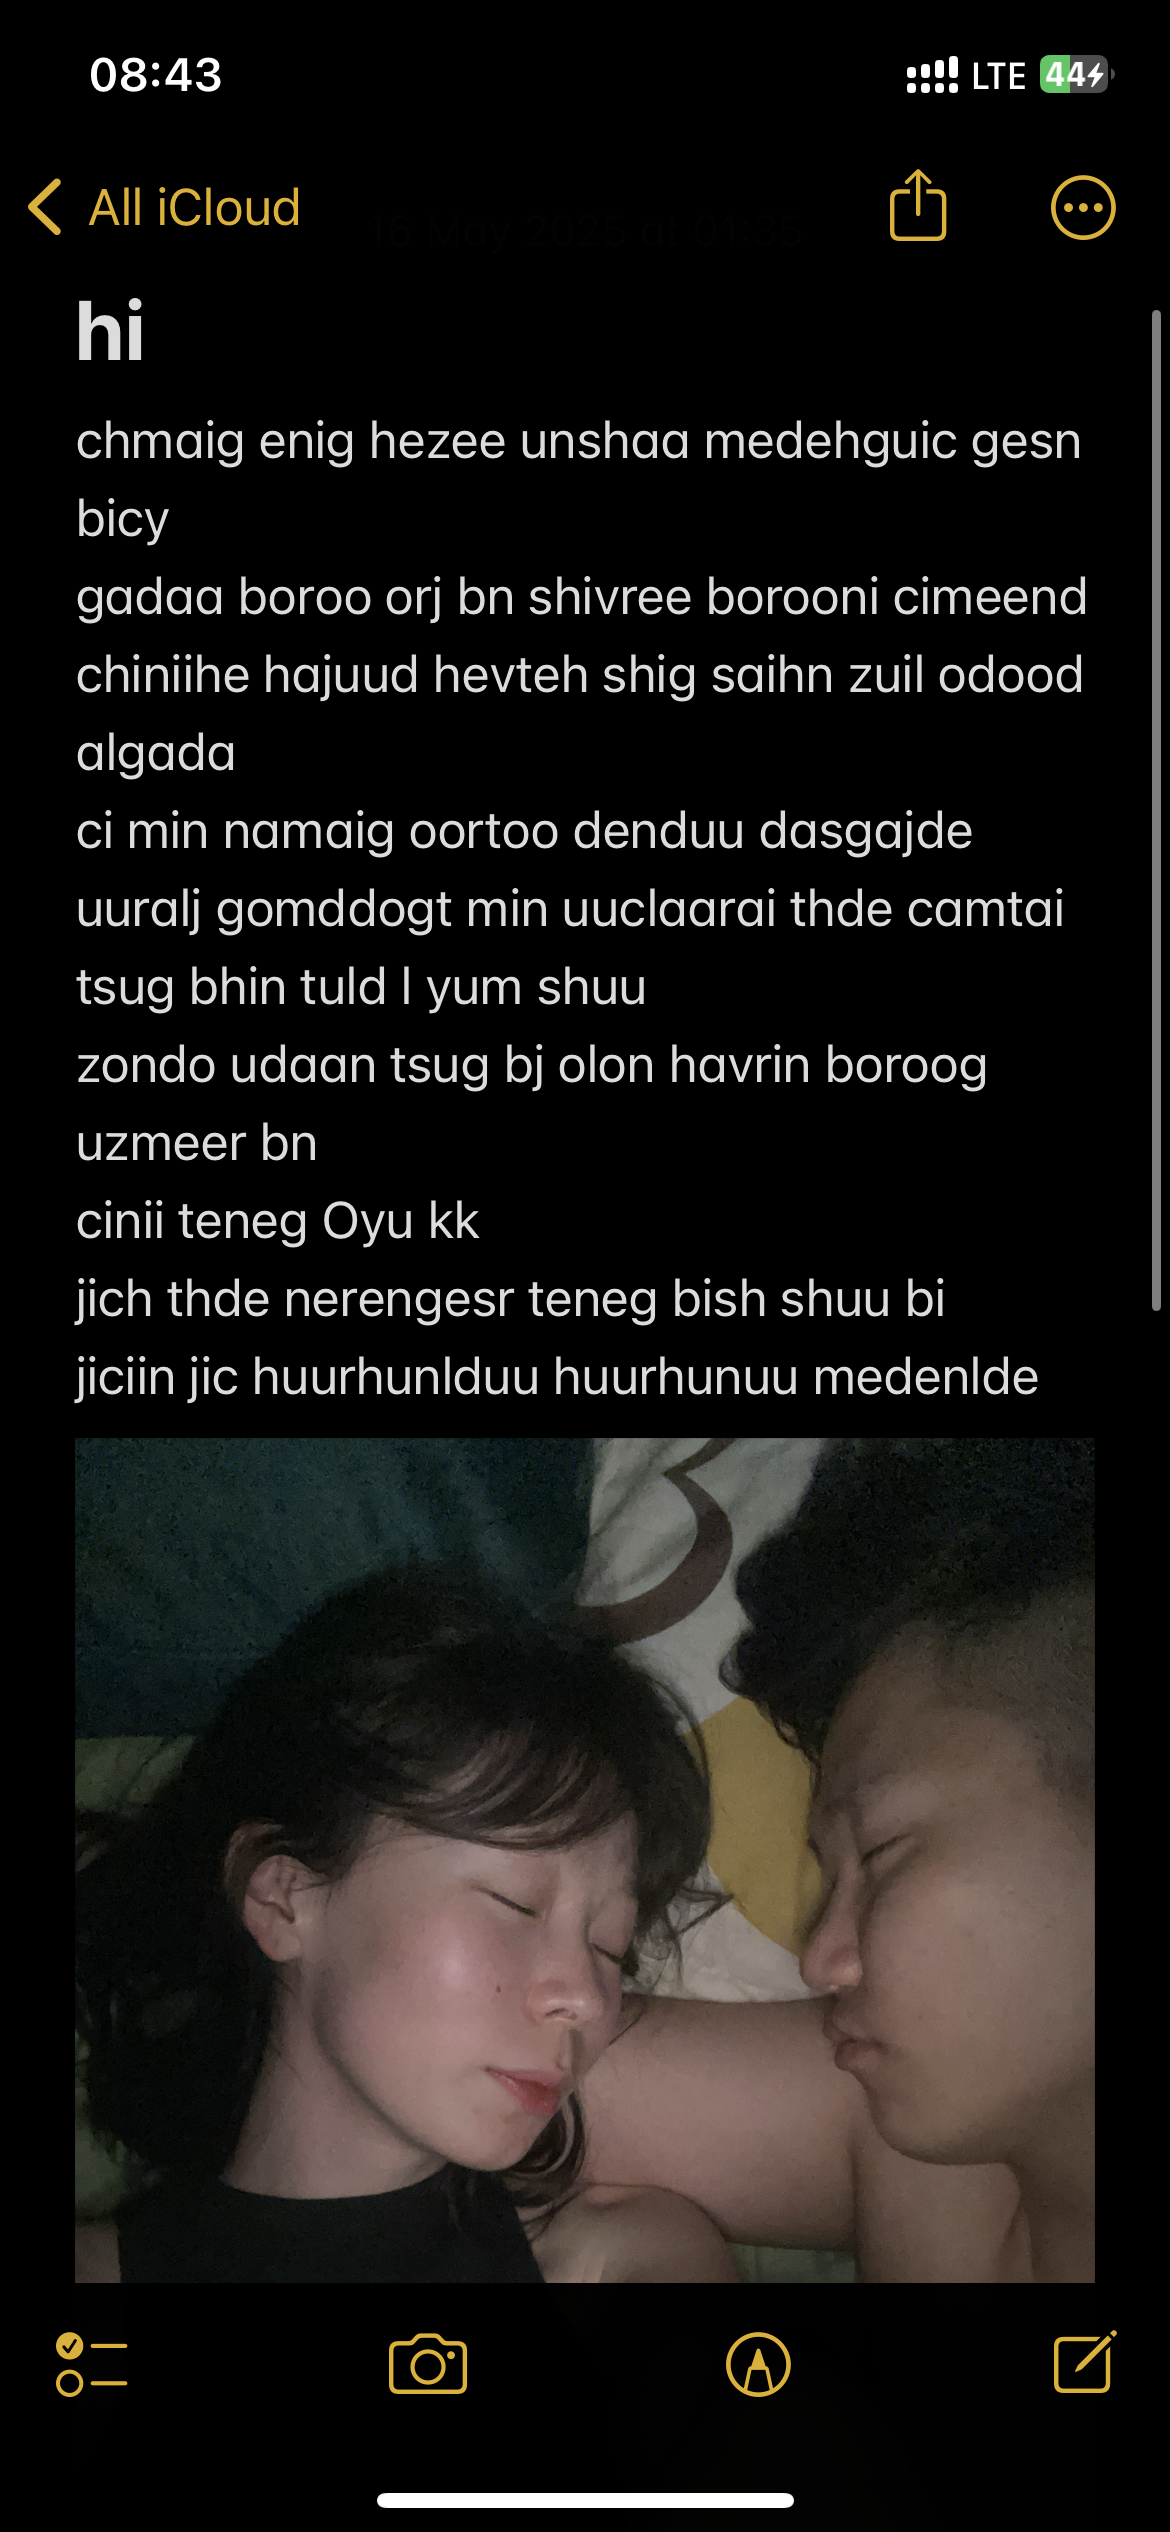 08:43
LTE 44
All iCloud
16 May 2025 at 01:35
hi
chmaig enig hezee unshaa medehguic gesn
bicy
gadaa boroo orj bn shivree borooni cimeend
chiniihe hajuud hevteh shig saihn zuil odood
algada
ci min namaig oortoo denduu dasgajde
uuralj gomddogt min uuclaarai thde camtai
tsug bhin tuld l yum shuu
zondo udaan tsug bj olon havrin boroog
uzmeer bn
cinii teneg Oyu kk
jich thde nerengesr teneg bish shuu bi
jiciin jic huurhunlduu huurhunuu medenlde